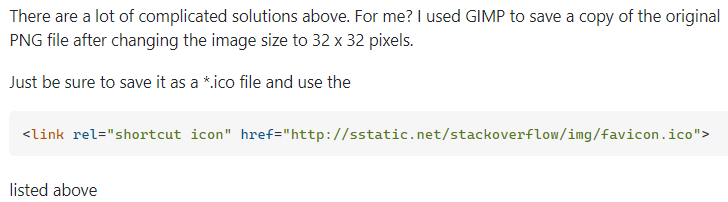 There are a lot of complicated solutions above. For me? I used GIMP to save a copy of the original
PNG file after changing the image size to 32 x 32 pixels.
Just be sure to save it as a *.ico file and use the
<link rel="shortcut icon" href="http://sstatic.net/stackoverflow/img/favicon.ico">
listed above